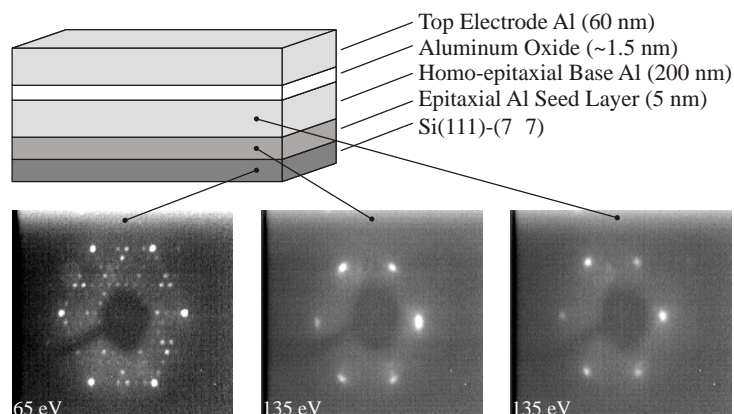 Top Electrode Al (60 nm)
Aluminum Oxide (~1.5 nm)
Homo-epitaxial Base Al (200 nm)
Epitaxial Al Seed Layer (5 nm)
Si(111)-(7 7)
65 eV
135 eV
135 eV